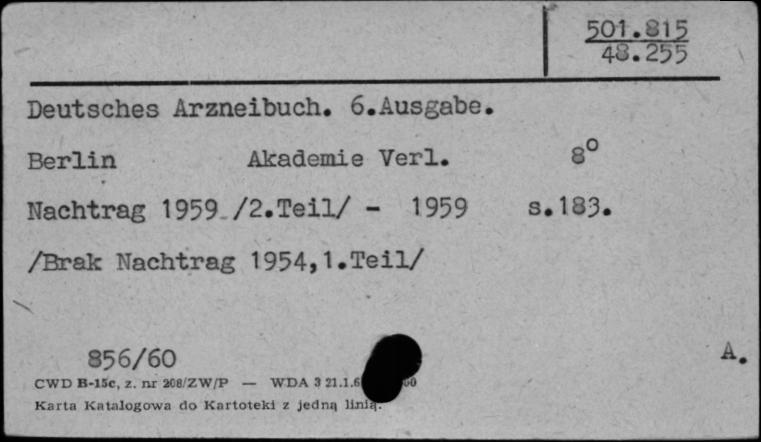 501.815
48.255
Deutsches Arzneibuch. 6.Ausgabe.
Berlin Akademie Verl. 8°
Nachtrag 1959 /2.Teil/ - 1959 s.183.
/Brak Nachtrag 1954,1.Teil/
856/60
A.
CWD B-15c, z. nr 208/ZW/P — WDA 3 21.1.6
Karta Katalogowa do Kartoteki z jedną linią.